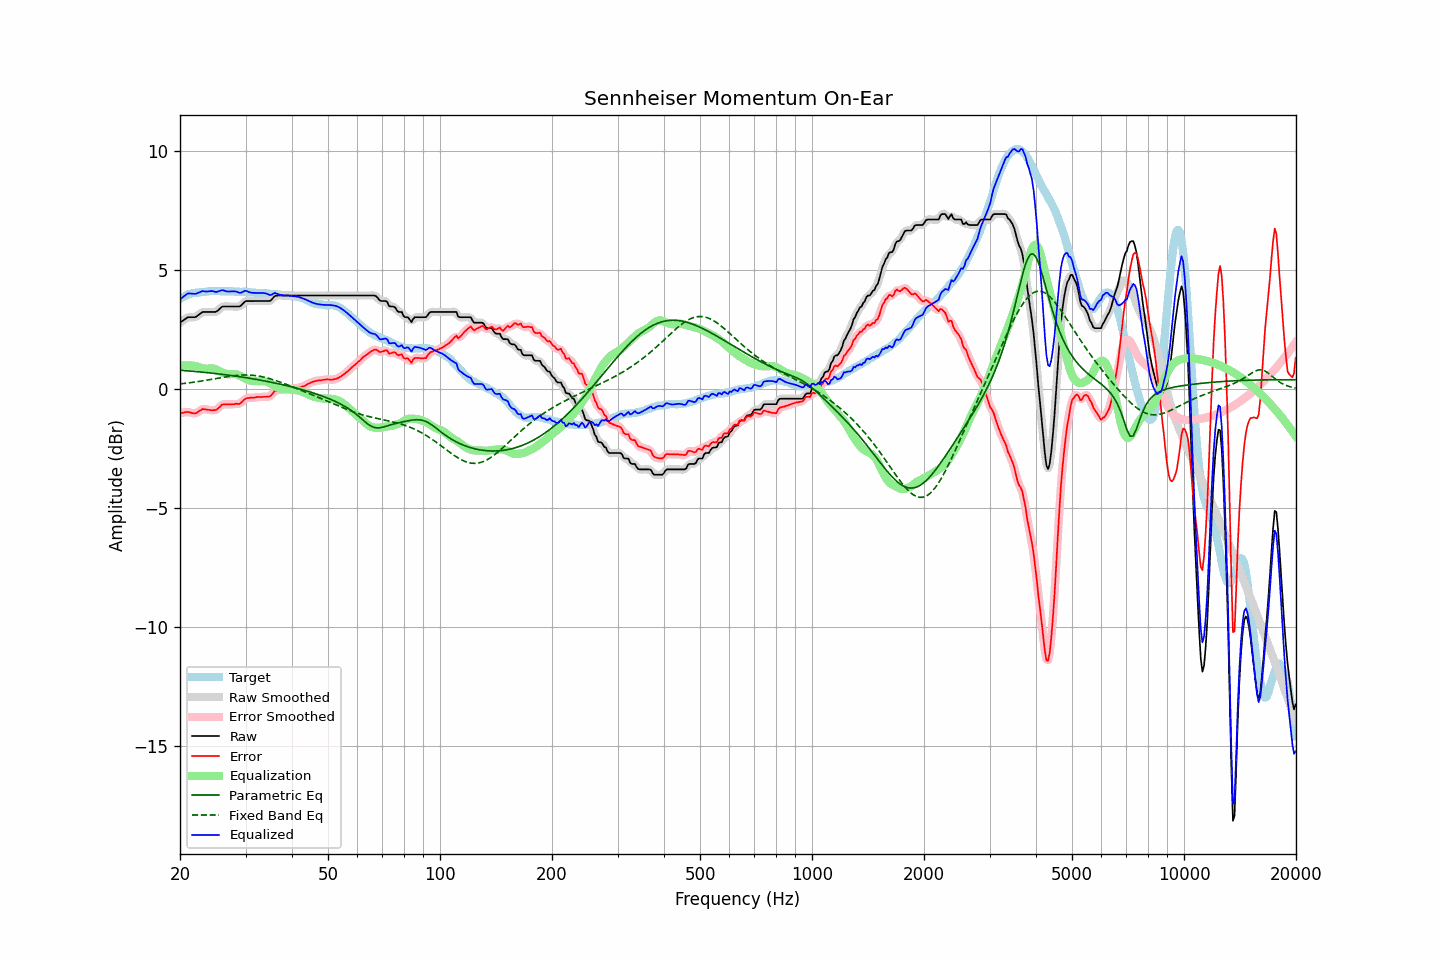 Sennheiser Momentum On-Ear
10
5
0
−5
−10
−15
Amplitude (dBr)
Target
Raw Smoothed
Error Smoothed
Raw
Error
Equalization
Parametric Eq
Fixed Band Eq
Equalized
20 50 100 200 500 1000 2000 5000 10000 20000
Frequency (Hz)